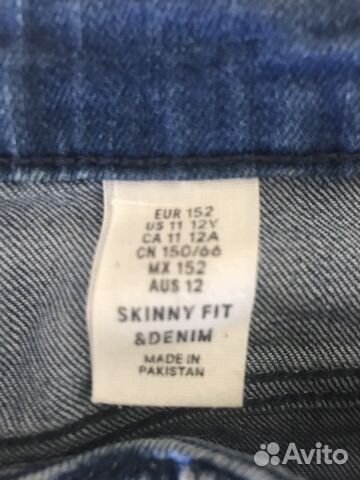 EUR 152
US 11 12Y
CA 11 12A
CN 150/66
MX 152
AUS 12
SKINNY FIT
&DENIM
MADE IN
PAKISTAN
Avito